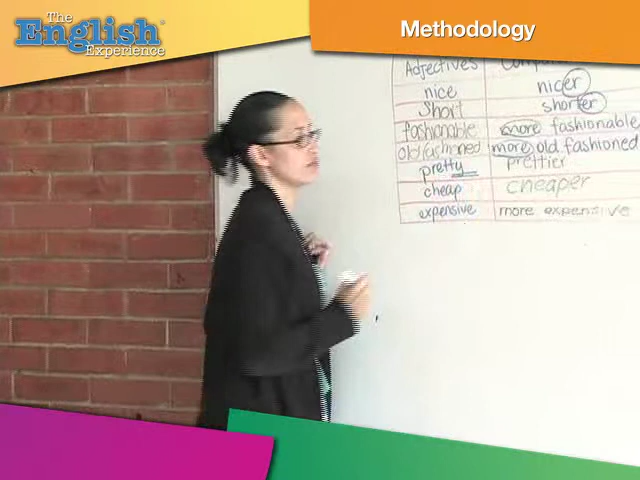 The
English
Experience
Methodology
Adjectives
nice nicer
Short shorter
fashionable more fashionable
old fachioned more old fashioned
pretty prettier
cheap cheaper
expensive more expensive